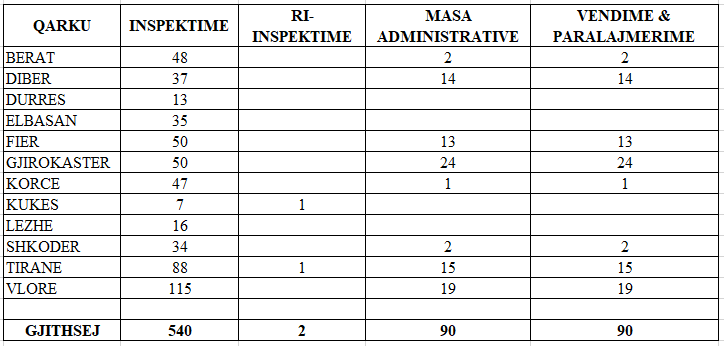 QARKU INSPEKTIME RI-INSPEKTIME MASA ADMINISTRATIVE VENDIME & PARALAJMERIME
BERAT 48 2 2
DIBER 37 14 14
DURRES 13
ELBASAN 35
FIER 50 13 13
GJIROKASTER 50 24 24
KORCE 47 1 1
KUKES 7 1
LEZHE 16
SHKODER 34 2 2
TIRANE 88 1 15 15
VLORE 115 19 19
GJITHSEJ 540 2 90 90